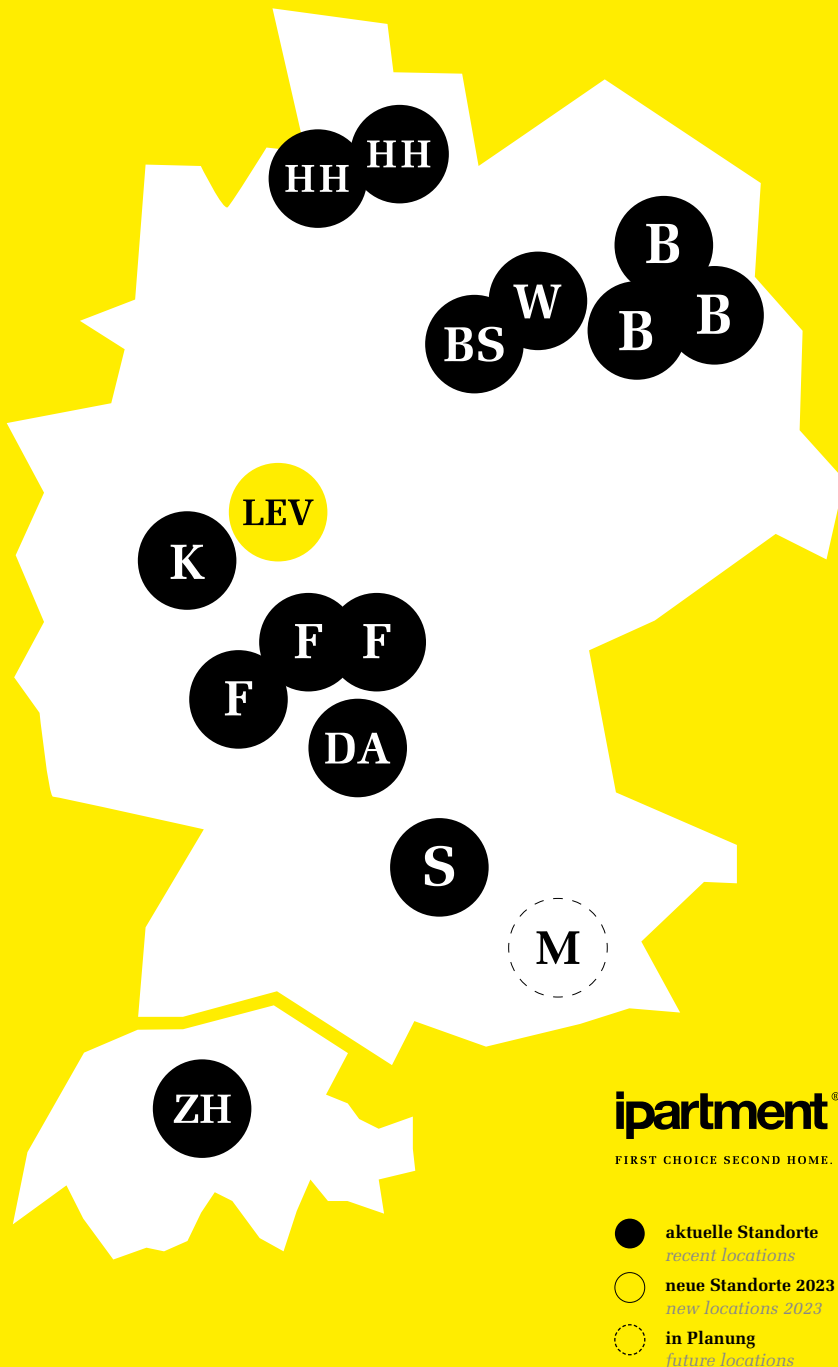 HH
HH
B
W
B
B
BS
LEV
K
F
F
F
DA
S
M
ZH
ipartment®
FIRST CHOICE SECOND HOME.
aktuelle Standorte
recent locations
neue Standorte 2023
new locations 2023
in Planung
future locations